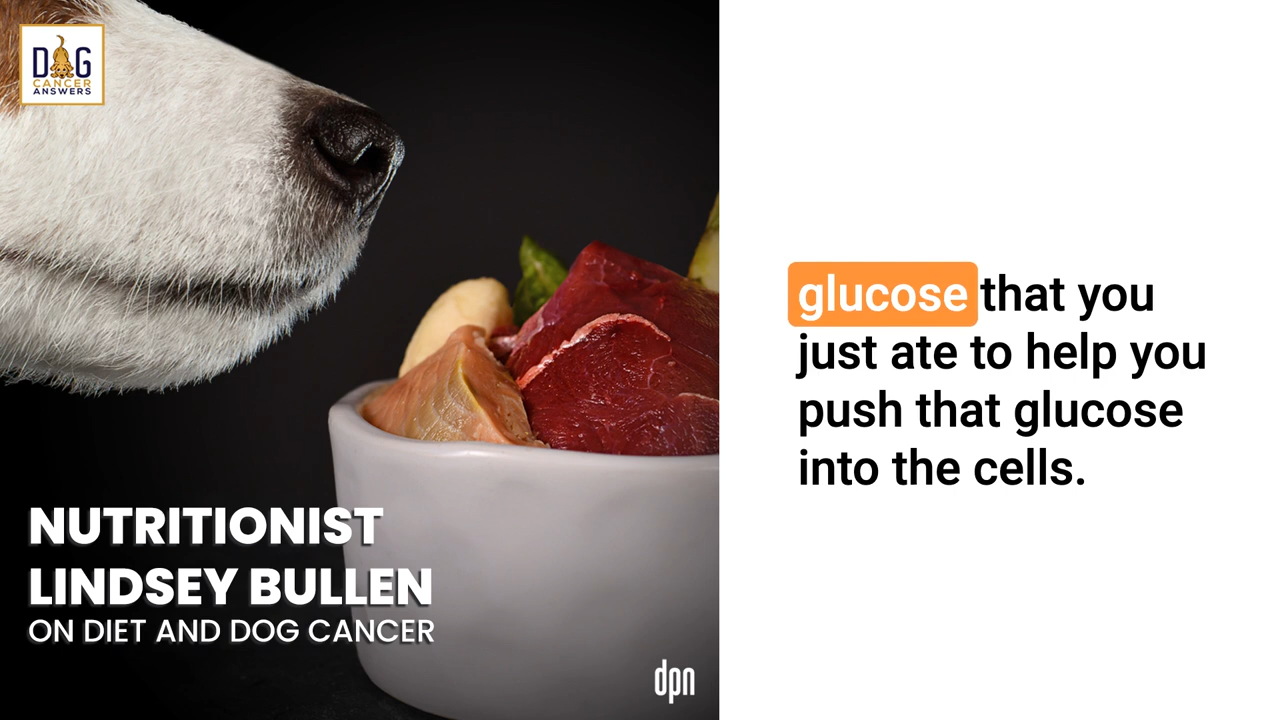 DOG
CANCER
ANSWERS
NUTRITIONIST
LINDSEY BULLEN
ON DIET AND DOG CANCER
dpn
glucose that you
just ate to help you
push that glucose
into the cells.